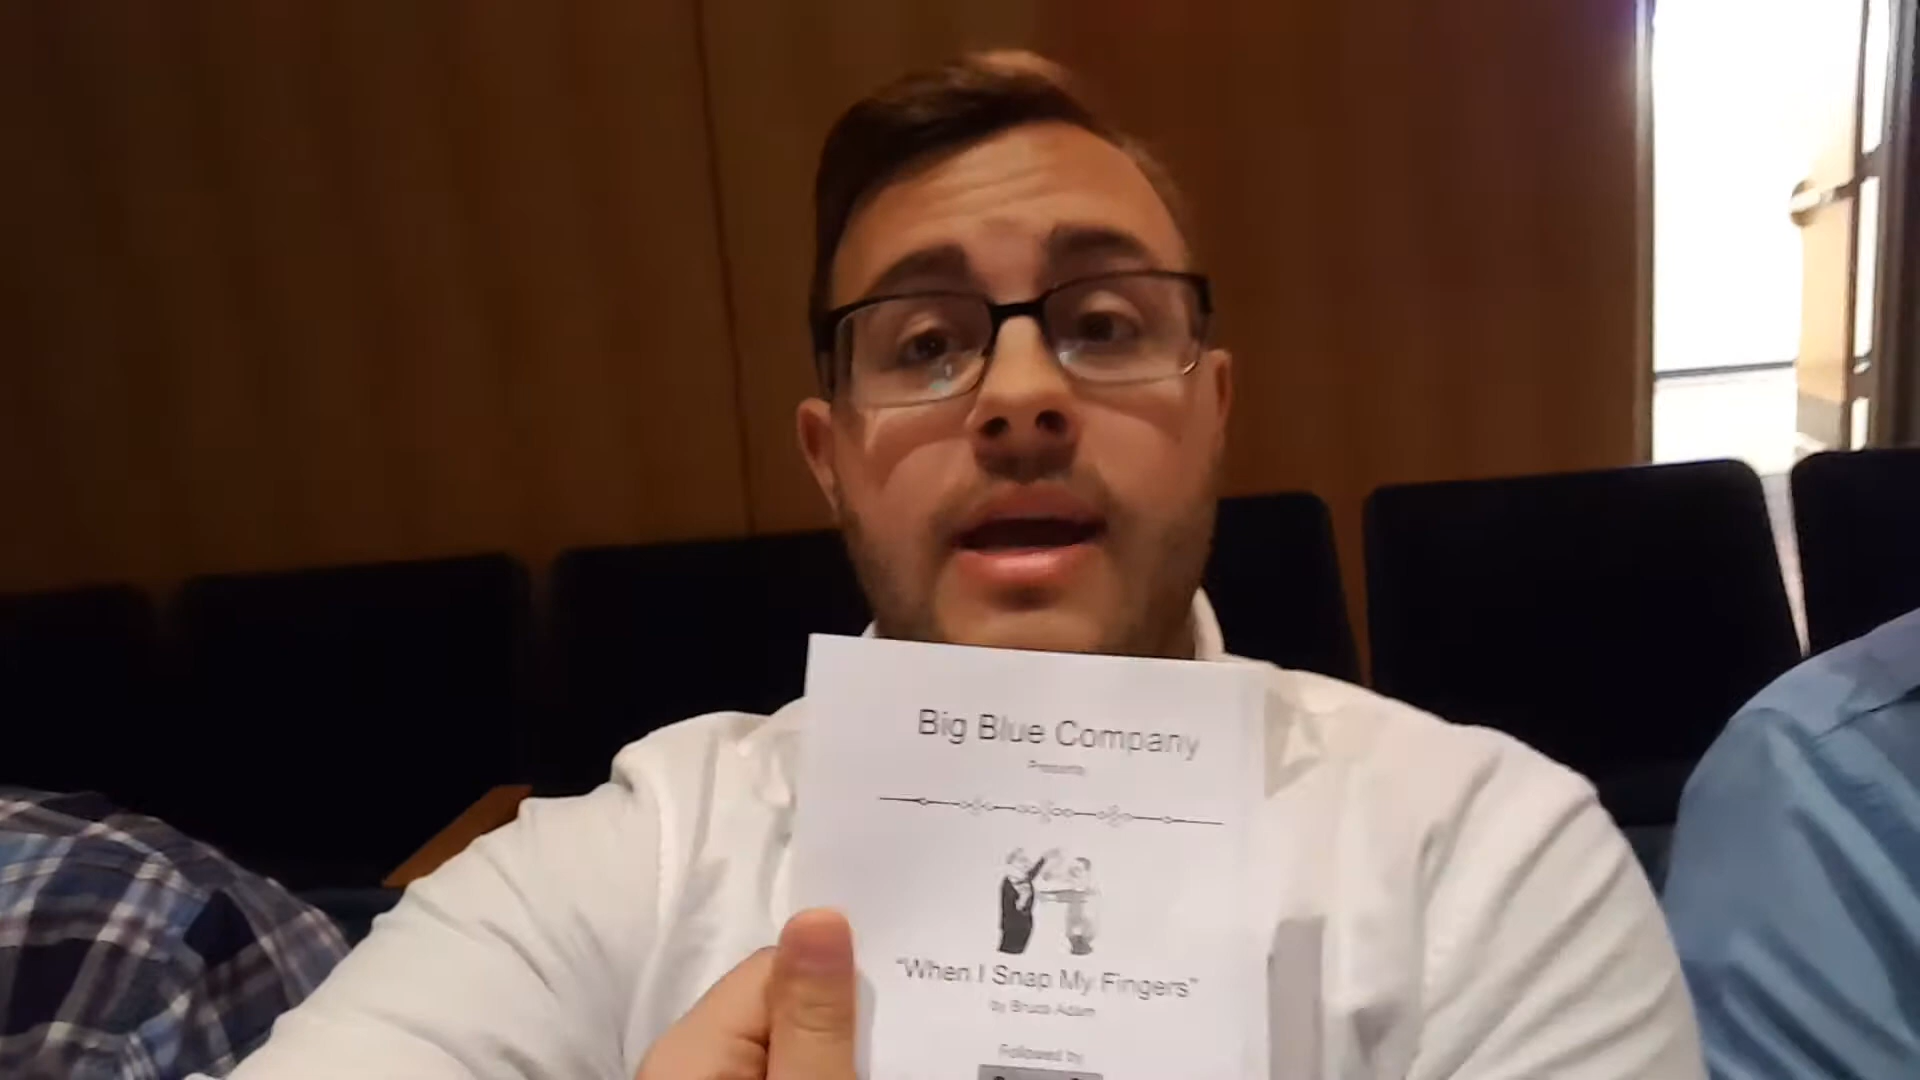 Big Blue Company
Presents
"When I Snap My Fingers"
by Bruce Adam
Followed by